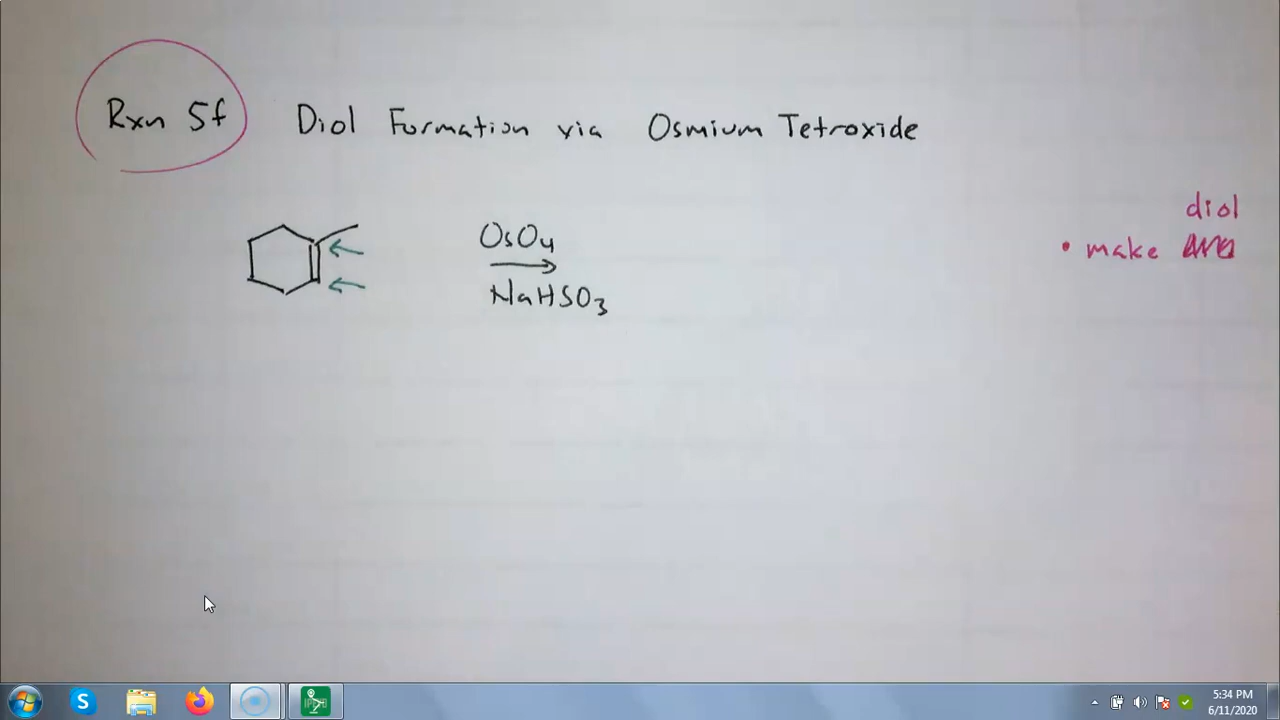 Rxn 5f Diol Formation via Osmium Tetroxide
diol
• make
OsO4
NaHSO3
5:34 PM
6/11/2020